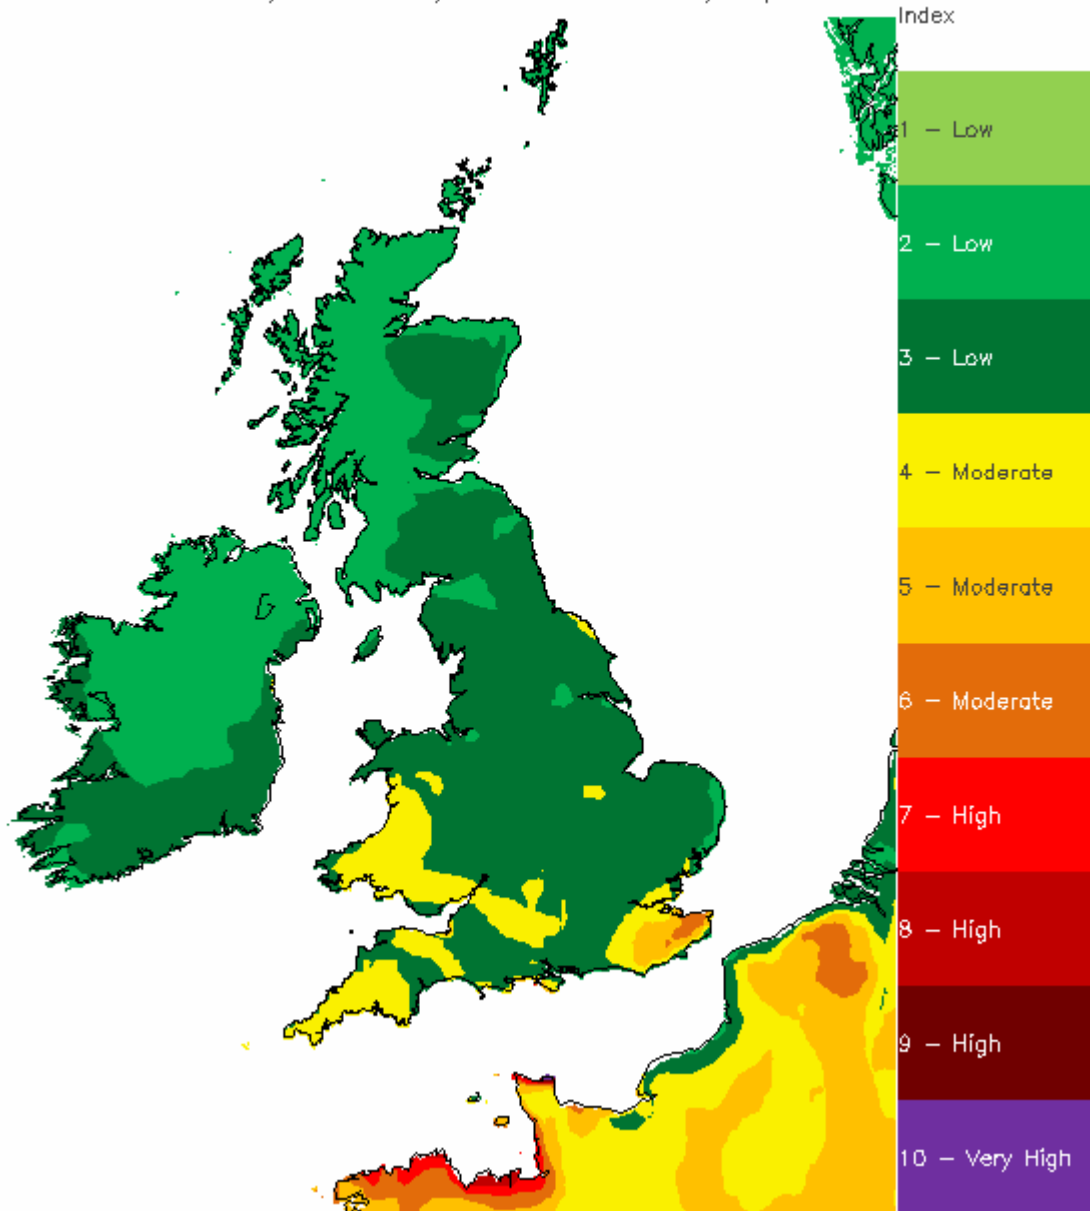 Index
1 - Low
2 - Low
3 - Low
4 - Moderate
5 - Moderate
6 - Moderate
7 - High
8 - High
9 - High
10 - Very High